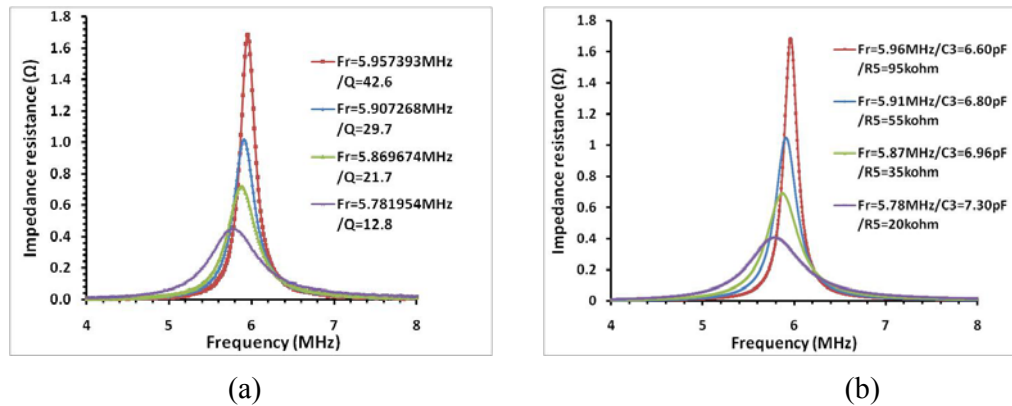 1.8
1.6
1.4
1.2
1.0
0.8
0.6
0.4
0.2
0.0
Impedance resistance (Ω)
4 5 6 7 8
Frequency (MHz)
Fr=5.957393MHz
/Q=42.6
Fr=5.907268MHz
/Q=29.7
Fr=5.869674MHz
/Q=21.7
Fr=5.781954MHz
/Q=12.8
(a)
1.8
1.6
1.4
1.2
1
0.8
0.6
0.4
0.2
0
Impedance resistance (Ω)
4 5 6 7 8
Frequency (MHz)
Fr=5.96MHz/C3=6.60pF
/R5=95kohm
Fr=5.91MHz/C3=6.80pF
/R5=55kohm
Fr=5.87MHz/C3=6.96pF
/R5=35kohm
Fr=5.78MHz/C3=7.30pF
/R5=20kohm
(b)